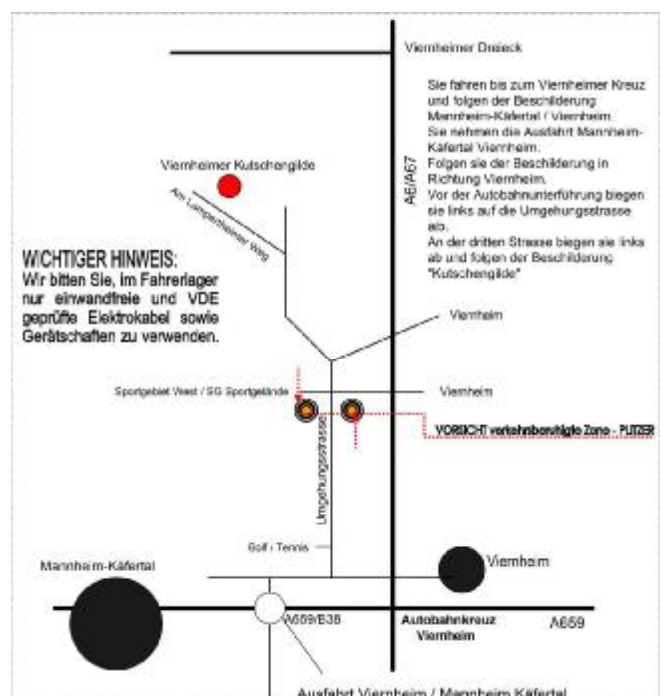 Viernheimer Dreieck
Sie fahren bis zum Viernheimer Kreuz
und folgen der Beschilderung
Mannheim-Käfertal / Viernheim.
Sie nehmen die Ausfahrt Mannheim-
Käfertal Viernheim.
Folgen sie der Beschilderung in
Richtung Viernheim.
Vor der Autobahnunterführung biegen
sie links auf die Umgehungsstrasse
ab.
An der dritten Strasse biegen sie links
ab und folgen der Beschilderung
"Kutschengilde"
A6/A67
Viernheimer Kutschengilde
Am Lampertheimer Weg
WICHTIGER HINWEIS:
Wir bitten Sie, im Fahrerlager
nur einwandfreie und VDE
geprüfte Elektrokabel sowie
Gerätschaften zu verwenden.
Viernheim
Sportgebiet West / SG Sportgelände
Viernheim
VORSICHT verkehrsberuhigte Zone - PUTZER
Umgehungsstrasse
Golf / Tennis
Mannheim-Käfertal
Viernheim
A659/B38
Autobahnkreuz
Viernheim
A659
Ausfahrt Viernheim / Mannheim Käfertal